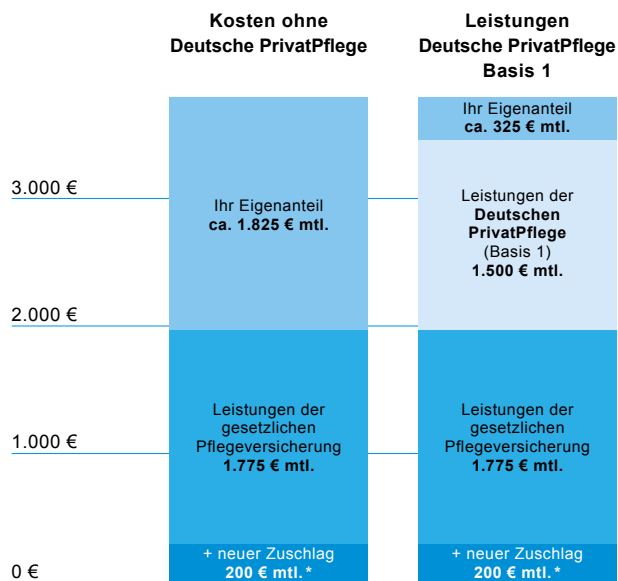 Kosten ohne
Deutsche PrivatPflege
Leistungen
Deutsche PrivatPflege
Basis 1
Ihr Eigenanteil
ca. 325 € mtl.
3.000 €
Ihr Eigenanteil
ca. 1.825 € mtl.
Leistungen der
Deutschen
PrivatPflege
(Basis 1)
1.500 € mtl.
2.000 €
Leistungen der
gesetzlichen
Pflegeversicherung
1.775 € mtl.
Leistungen der
gesetzlichen
Pflegeversicherung
1.775 € mtl.
1.000 €
+ neuer Zuschlag
200 € mtl. *
+ neuer Zuschlag
200 € mtl. *
0 €